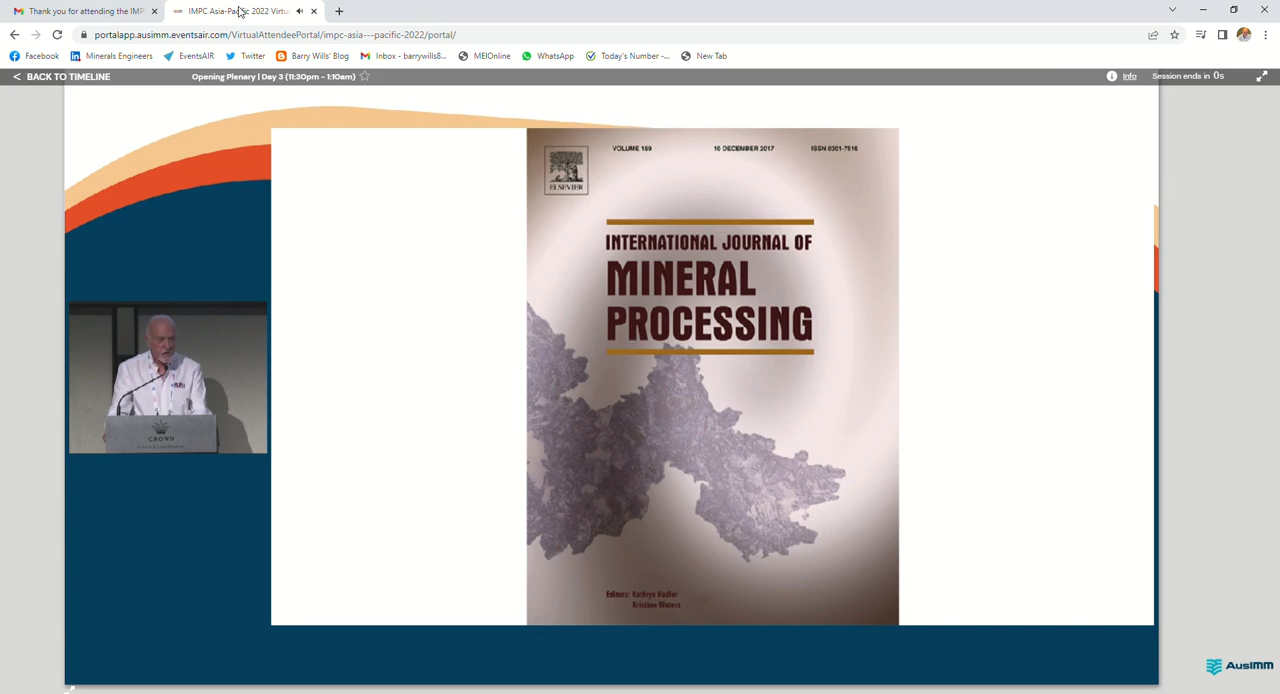 Thank you for attending the IMP
IMPC Asia-Pacific 2022 Virtu
portalapp.ausimm.eventsair.com/VirtualAttendeePortal/impc-asia---pacific-2022/portal/
Facebook Minerals Engineers EventsAIR Twitter Barry Wills' Blog Inbox - barrywills8... MEIOnline WhatsApp Today's Number -... New Tab
< BACK TO TIMELINE Opening Plenary | Day 3 (11:30pm - 1:10am) Info Session ends in 0s
VOLUME 169 10 DECEMBER 2017 ISSN 0301-7516
ELSEVIER
INTERNATIONAL JOURNAL OF
MINERAL
PROCESSING
CROWN
Editors: Kathryn Hadler
Kristian Waters
AusIMM